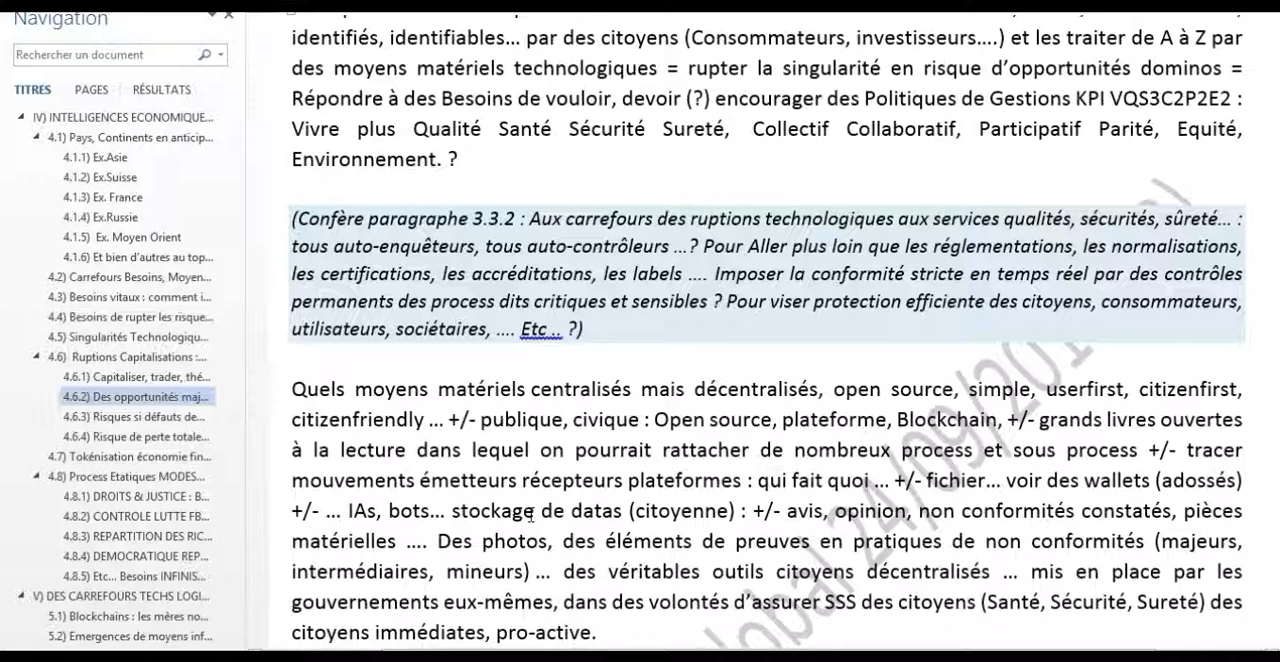 Navigation
Rechercher un document
TITRES PAGES RÉSULTATS
IV) INTELLIGENCES ECONOMIQUE...
4.1) Pays, Continents en anticip...
4.1.1) Ex.Asie
4.1.2) Ex.Suisse
4.1.3) Ex. France
4.1.4) Ex.Russie
4.1.5) Ex. Moyen Orient
4.1.6) Et bien d'autres au top...
4.2) Carrefours Besoins, Moyen...
4.3) Besoins vitaux : comment i...
4.4) Besoins de rupter les risque...
4.5) Singularités Technologiqu...
4.6) Ruptions Capitalisations :...
4.6.1) Capitaliser, trader, thé...
4.6.2) Des opportunités maj...
4.6.3) Risques si défauts de...
4.6.4) Risque de perte totale...
4.7) Tokénisation économie fin...
4.8) Process Etatiques MODES...
4.8.1) DROITS & JUSTICE : B...
4.8.2) CONTROLE LUTTE FB...
4.8.3) REPARTITION DES RIC...
4.8.4) DEMOCRATIQUE REP...
4.8.5) Etc... Besoins INFINIS...
V) DES CARREFOURS TECHS LOGI...
5.1) Blockchains : les mères no...
5.2) Emergences de moyens inf...
identifiés, identifiables... par des citoyens (Consommateurs, investisseurs....) et les traiter de A à Z par
des moyens matériels technologiques = rupter la singularité en risque d'opportunités dominos =
Répondre à des Besoins de vouloir, devoir (?) encourager des Politiques de Gestions KPI VQS3C2P2E2 :
Vivre plus Qualité Santé Sécurité Sureté, Collectif Collaboratif, Participatif Parité, Equité,
Environnement. ?
(Confère paragraphe 3.3.2 : Aux carrefours des ruptions technologiques aux services qualités, sécurités, sûreté... :
tous auto-enquêteurs, tous auto-contrôleurs ...? Pour Aller plus loin que les réglementations, les normalisations,
les certifications, les accréditations, les labels .... Imposer la conformité stricte en temps réel par des contrôles
permanents des process dits critiques et sensibles ? Pour viser protection efficiente des citoyens, consommateurs,
utilisateurs, sociétaires, .... Etc .. ?)
Quels moyens matériels centralisés mais décentralisés, open source, simple, userfirst, citizenfirst,
citizenfriendly ... +/- publique, civique : Open source, plateforme, Blockchain, +/- grands livres ouvertes
à la lecture dans lequel on pourrait rattacher de nombreux process et sous process +/- tracer
mouvements émetteurs récepteurs plateformes : qui fait quoi ... +/- fichier... voir des wallets (adossés)
+/- ... IAs, bots... stockage de datas (citoyenne) : +/- avis, opinion, non conformités constatés, pièces
matérielles .... Des photos, des éléments de preuves en pratiques de non conformités (majeurs,
intermédiaires, mineurs) ... des véritables outils citoyens décentralisés ... mis en place par les
gouvernements eux-mêmes, dans des volontés d'assurer SSS des citoyens (Santé, Sécurité, Sureté) des
citoyens immédiates, pro-active.